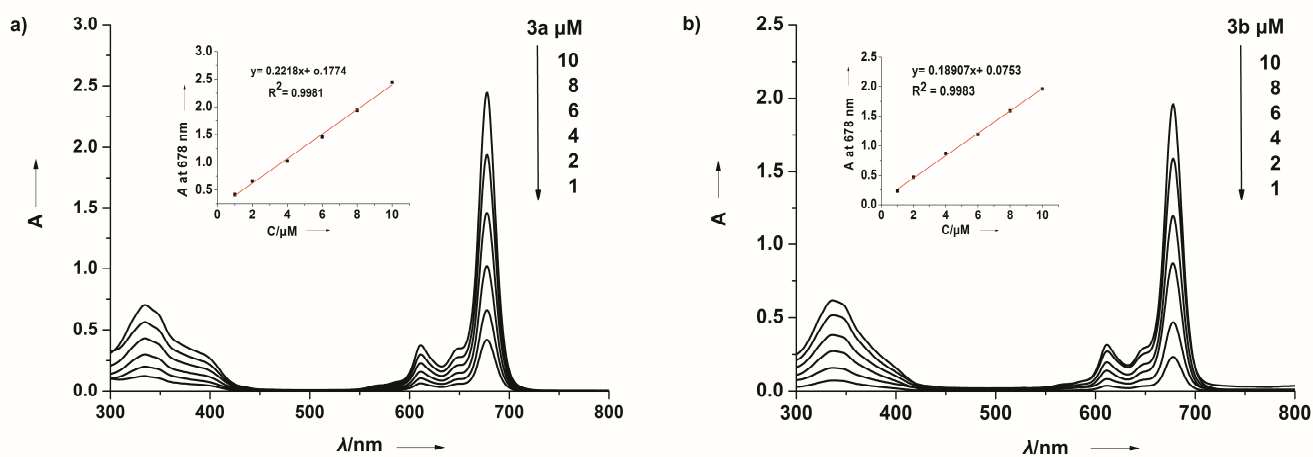 a)
3a µM
10
8
6
4
2
1
3.0
2.5
2.0
1.5
1.0
0.5
0.0
A
300 400 500 600 700 800
λ/nm
y= 0.2218x+ o.1774
R2 = 0.9981
3.0
2.5
2.0
1.5
1.0
0.5
A at 678 nm
0 2 4 6 8 10
C/µM
b)
3b µM
10
8
6
4
2
1
2.5
2.0
1.5
1.0
0.5
0.0
A
300 400 500 600 700 800
λ/nm
y= 0.18907x+ 0.0753
R2 = 0.9983
2.5
2.0
1.5
1.0
0.5
0.0
A at 678 nm
0 2 4 6 8 10
C/µM